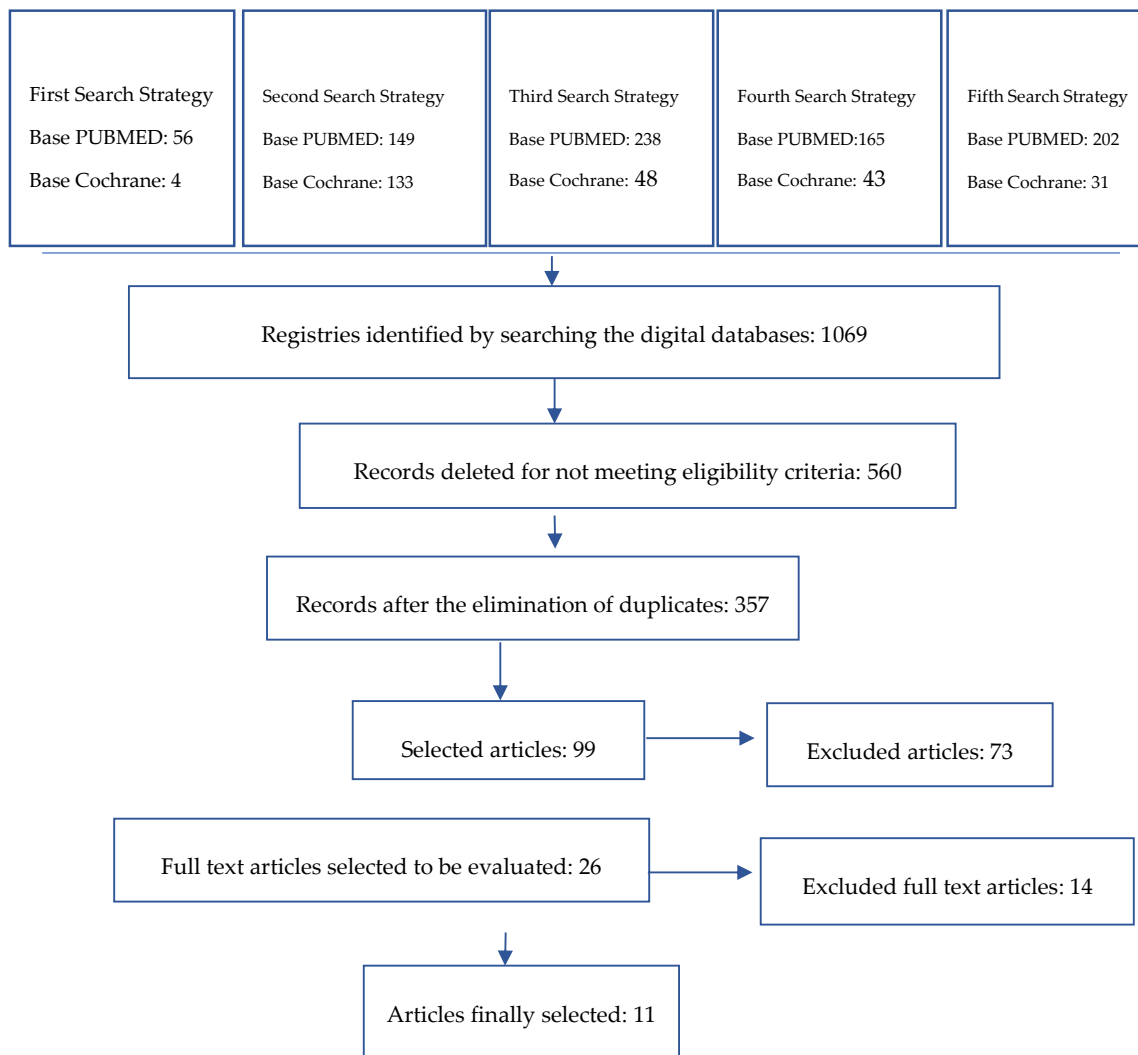 First Search Strategy
Base PUBMED: 56
Base Cochrane: 4
Second Search Strategy
Base PUBMED: 149
Base Cochrane: 133
Third Search Strategy
Base PUBMED: 238
Base Cochrane: 48
Fourth Search Strategy
Base PUBMED:165
Base Cochrane: 43
Fifth Search Strategy
Base PUBMED: 202
Base Cochrane: 31
Registries identified by searching the digital databases: 1069
Records deleted for not meeting eligibility criteria: 560
Records after the elimination of duplicates: 357
Selected articles: 99
Excluded articles: 73
Full text articles selected to be evaluated: 26
Excluded full text articles: 14
Articles finally selected: 11